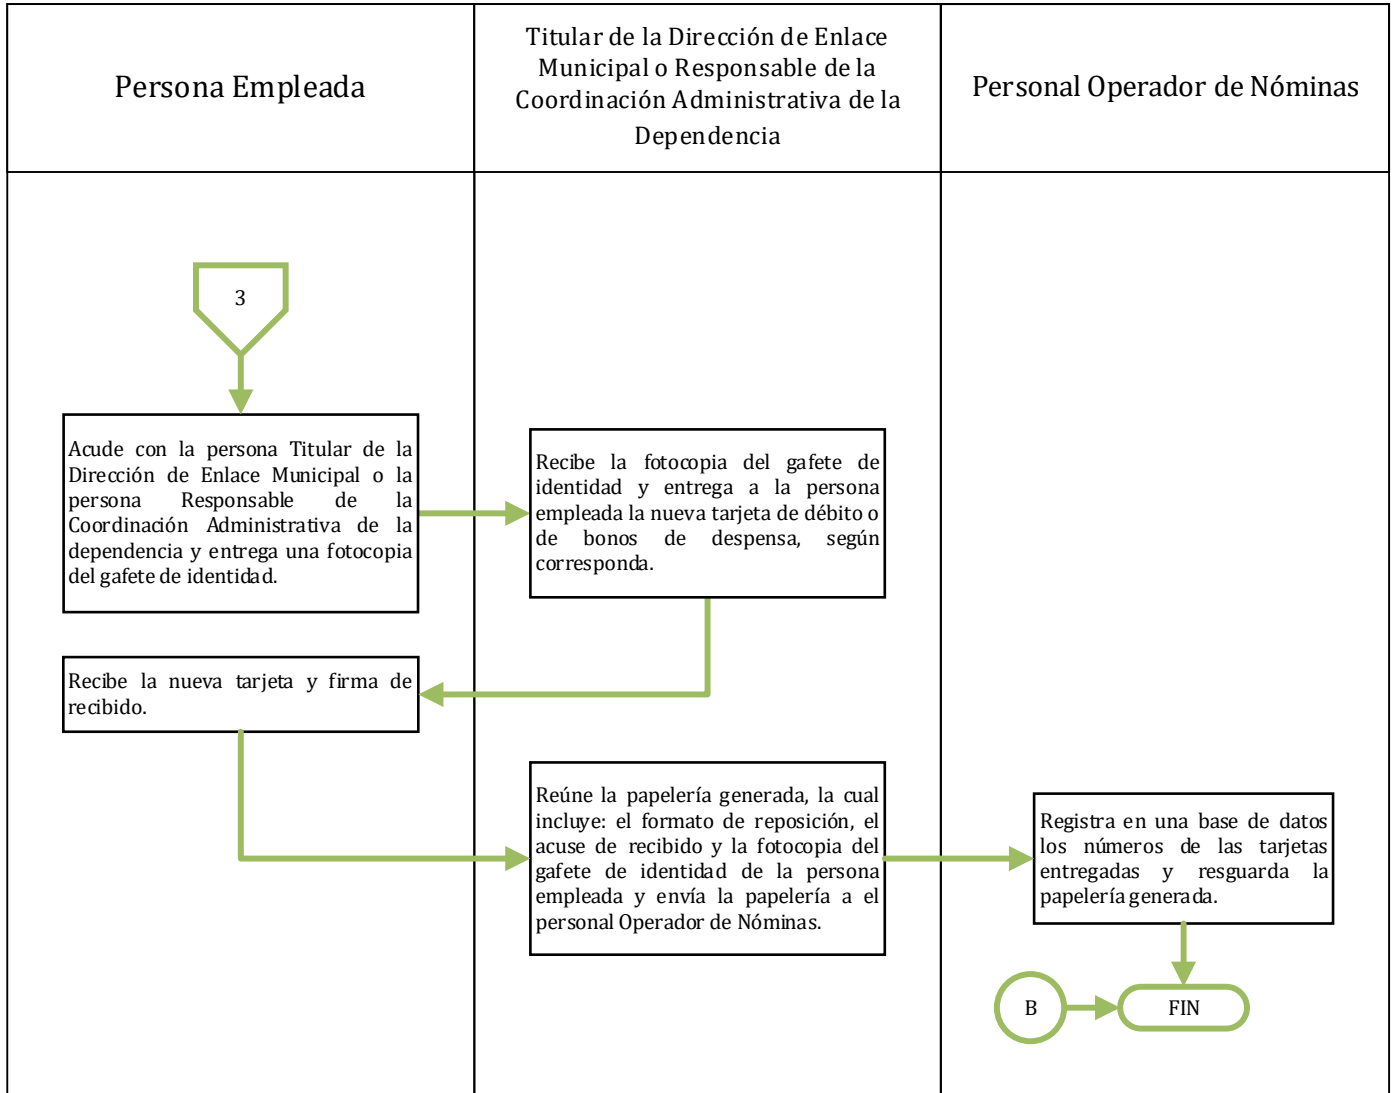 Persona Empleada
Titular de la Dirección de Enlace
Municipal o Responsable de la
Coordinación Administrativa de la
Dependencia
Personal Operador de Nóminas
3
Acude con la persona Titular de la
Dirección de Enlace Municipal o la
persona Responsable de la
Coordinación Administrativa de la
dependencia y entrega una fotocopia
del gafete de identidad.
Recibe la fotocopia del gafete de
identidad y entrega a la persona
empleada la nueva tarjeta de débito o
de bonos de despensa, según
corresponda.
Recibe la nueva tarjeta y firma de
recibido.
Reúne la papelería generada, la cual
incluye: el formato de reposición, el
acuse de recibido y la fotocopia del
gafete de identidad de la persona
empleada y envía la papelería a el
personal Operador de Nóminas.
Registra en una base de datos
los números de las tarjetas
entregadas y resguarda la
papelería generada.
B
FIN